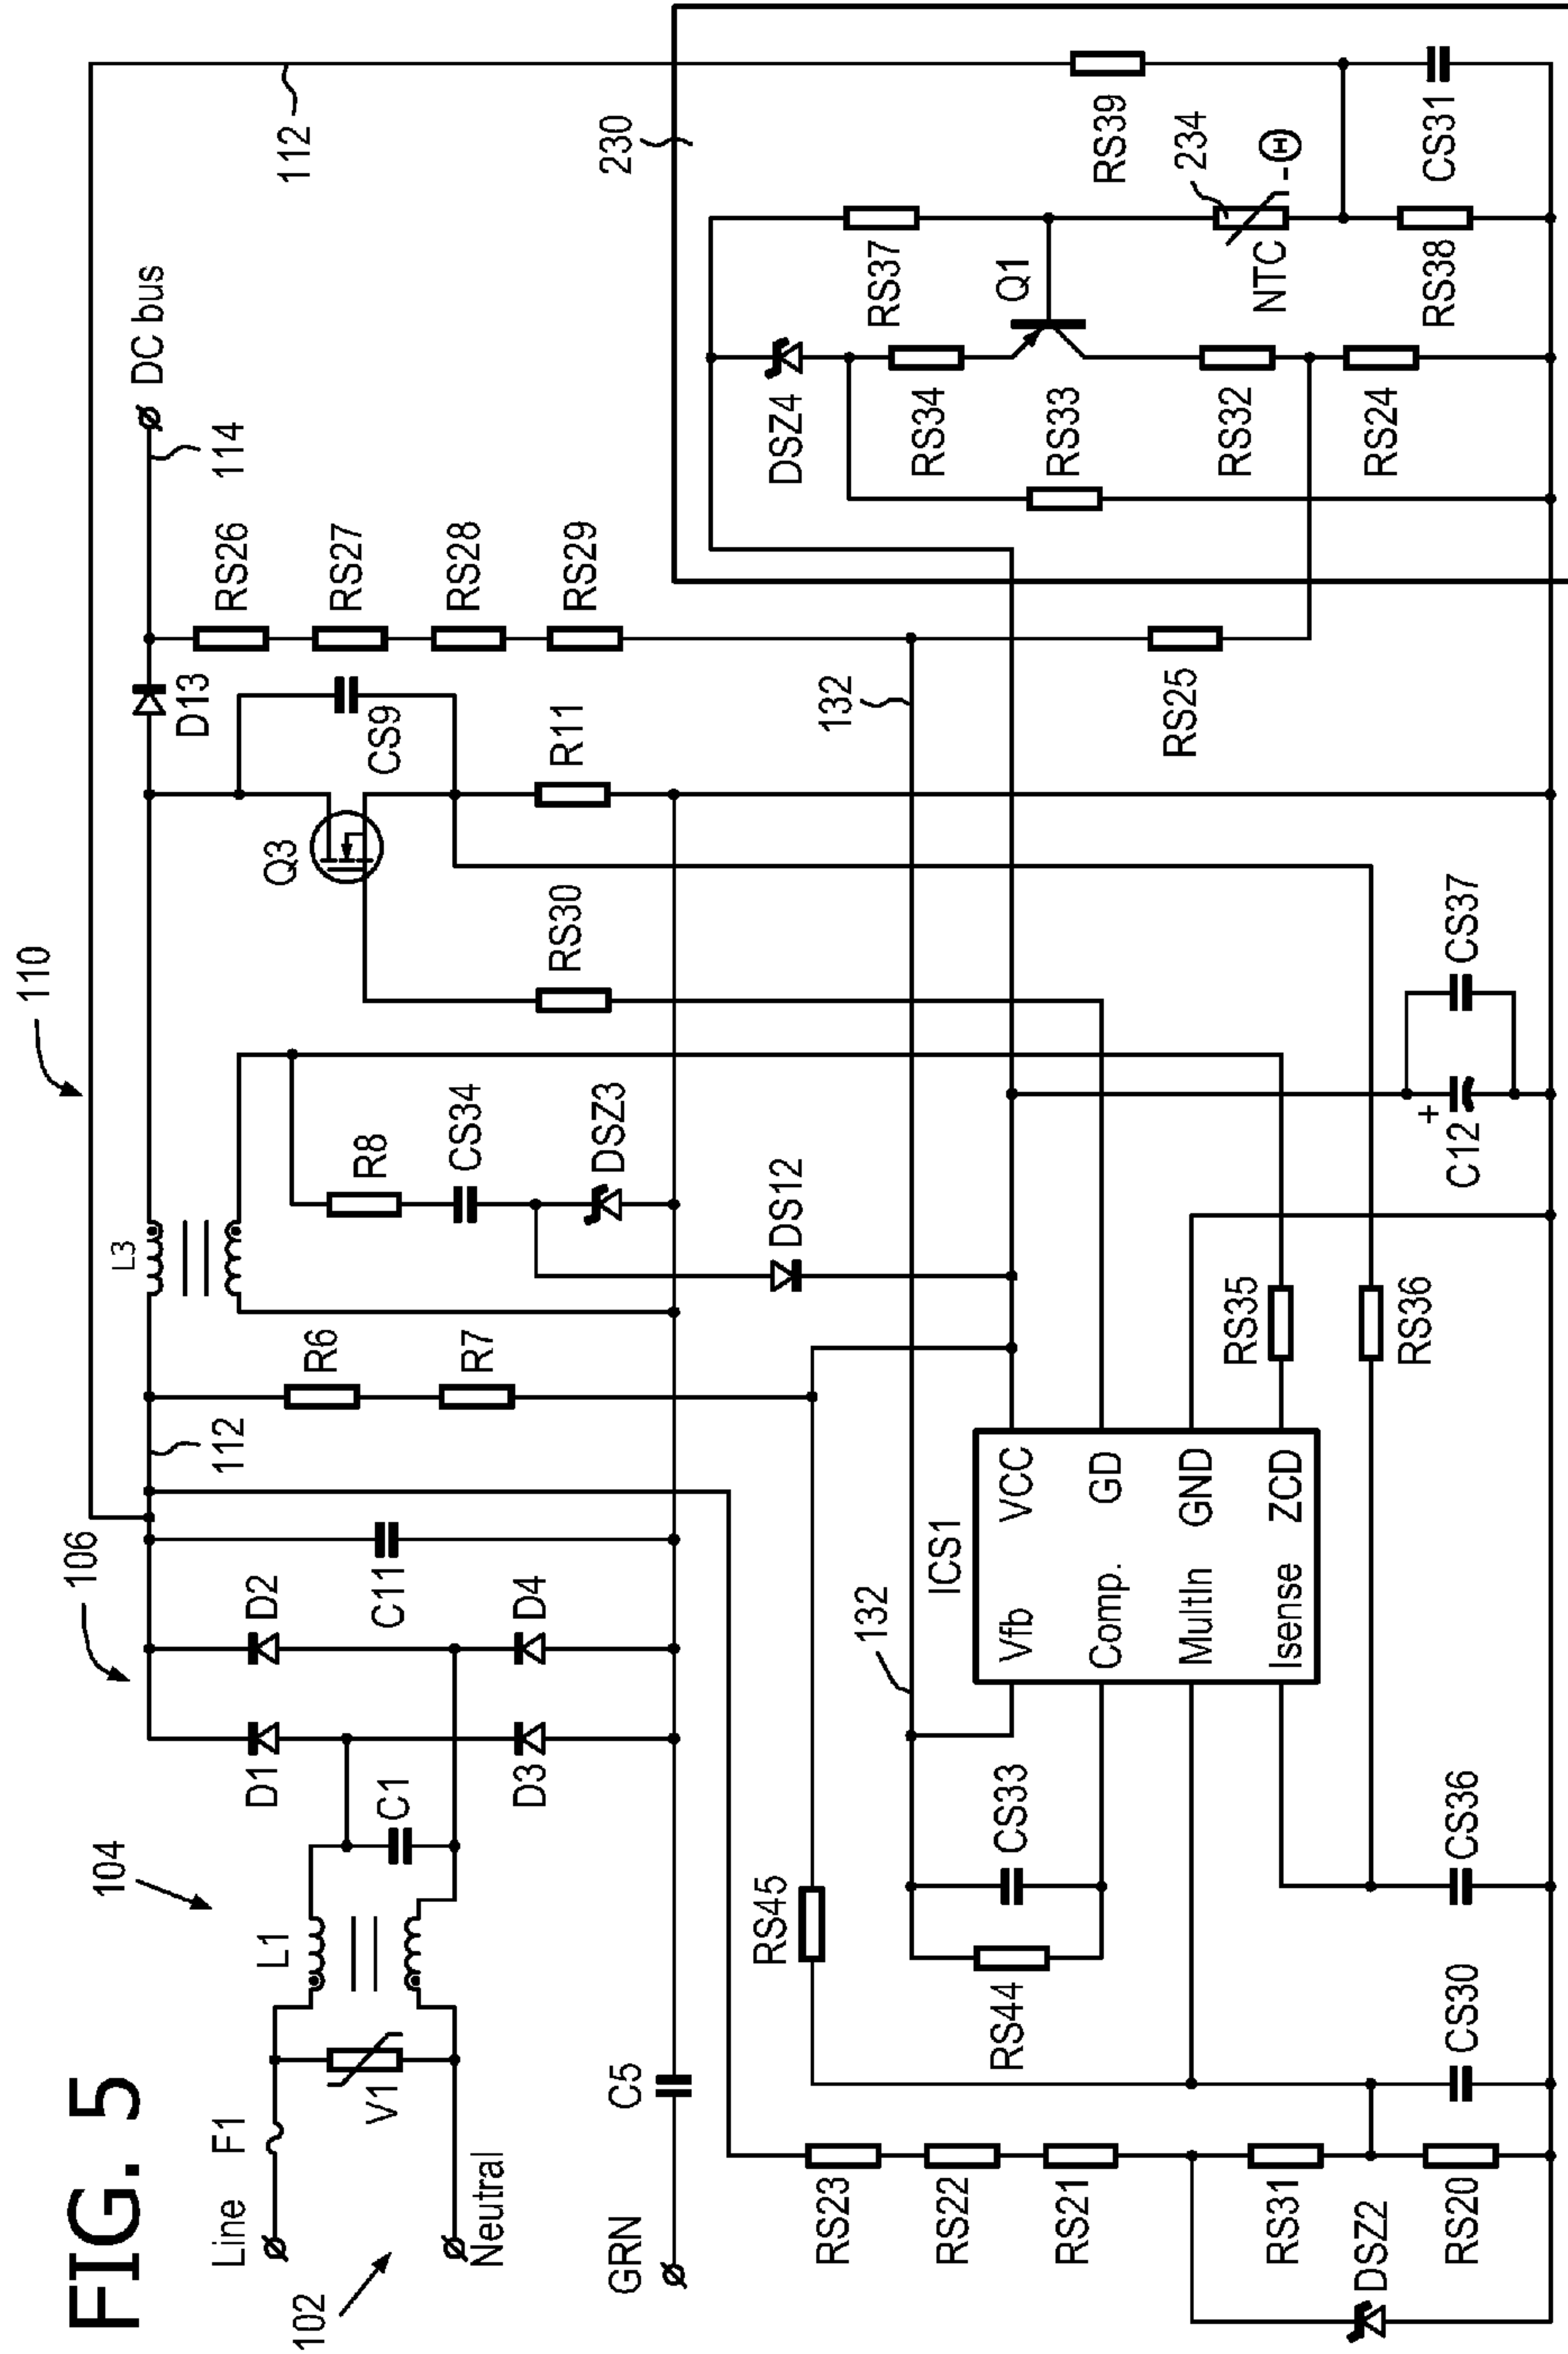 FIG. 5
110
106
104
102
112
112
114
DC bus
Line
F1
V1
Neutral
L1
C1
D1
D2
D3
D4
C11
GRN
C5
R6
R7
L3
R8
CS34
DSZ3
DS12
Q3
RS30
CS9
R11
D13
RS26
RS27
RS28
RS29
132
132
RS25
230
RS39
RS37
DSZ4
RS34
Q1
RS33
RS32
RS24
234
NTC
-Θ
RS38
CS31
RS45
RS44
CS33
ICS1
Vfb
VCC
Comp.
GD
MultIn
GND
Isense
ZCD
RS35
RS36
CS36
+
C12
CS37
RS23
RS22
RS21
RS31
RS20
DSZ2
CS30